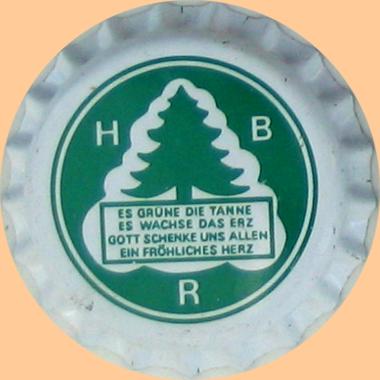 H B
ES GRÜNE DIE TANNE
ES WACHSE DAS ERZ
GOTT SCHENKE UNS ALLEN
EIN FRÖHLICHES HERZ
R